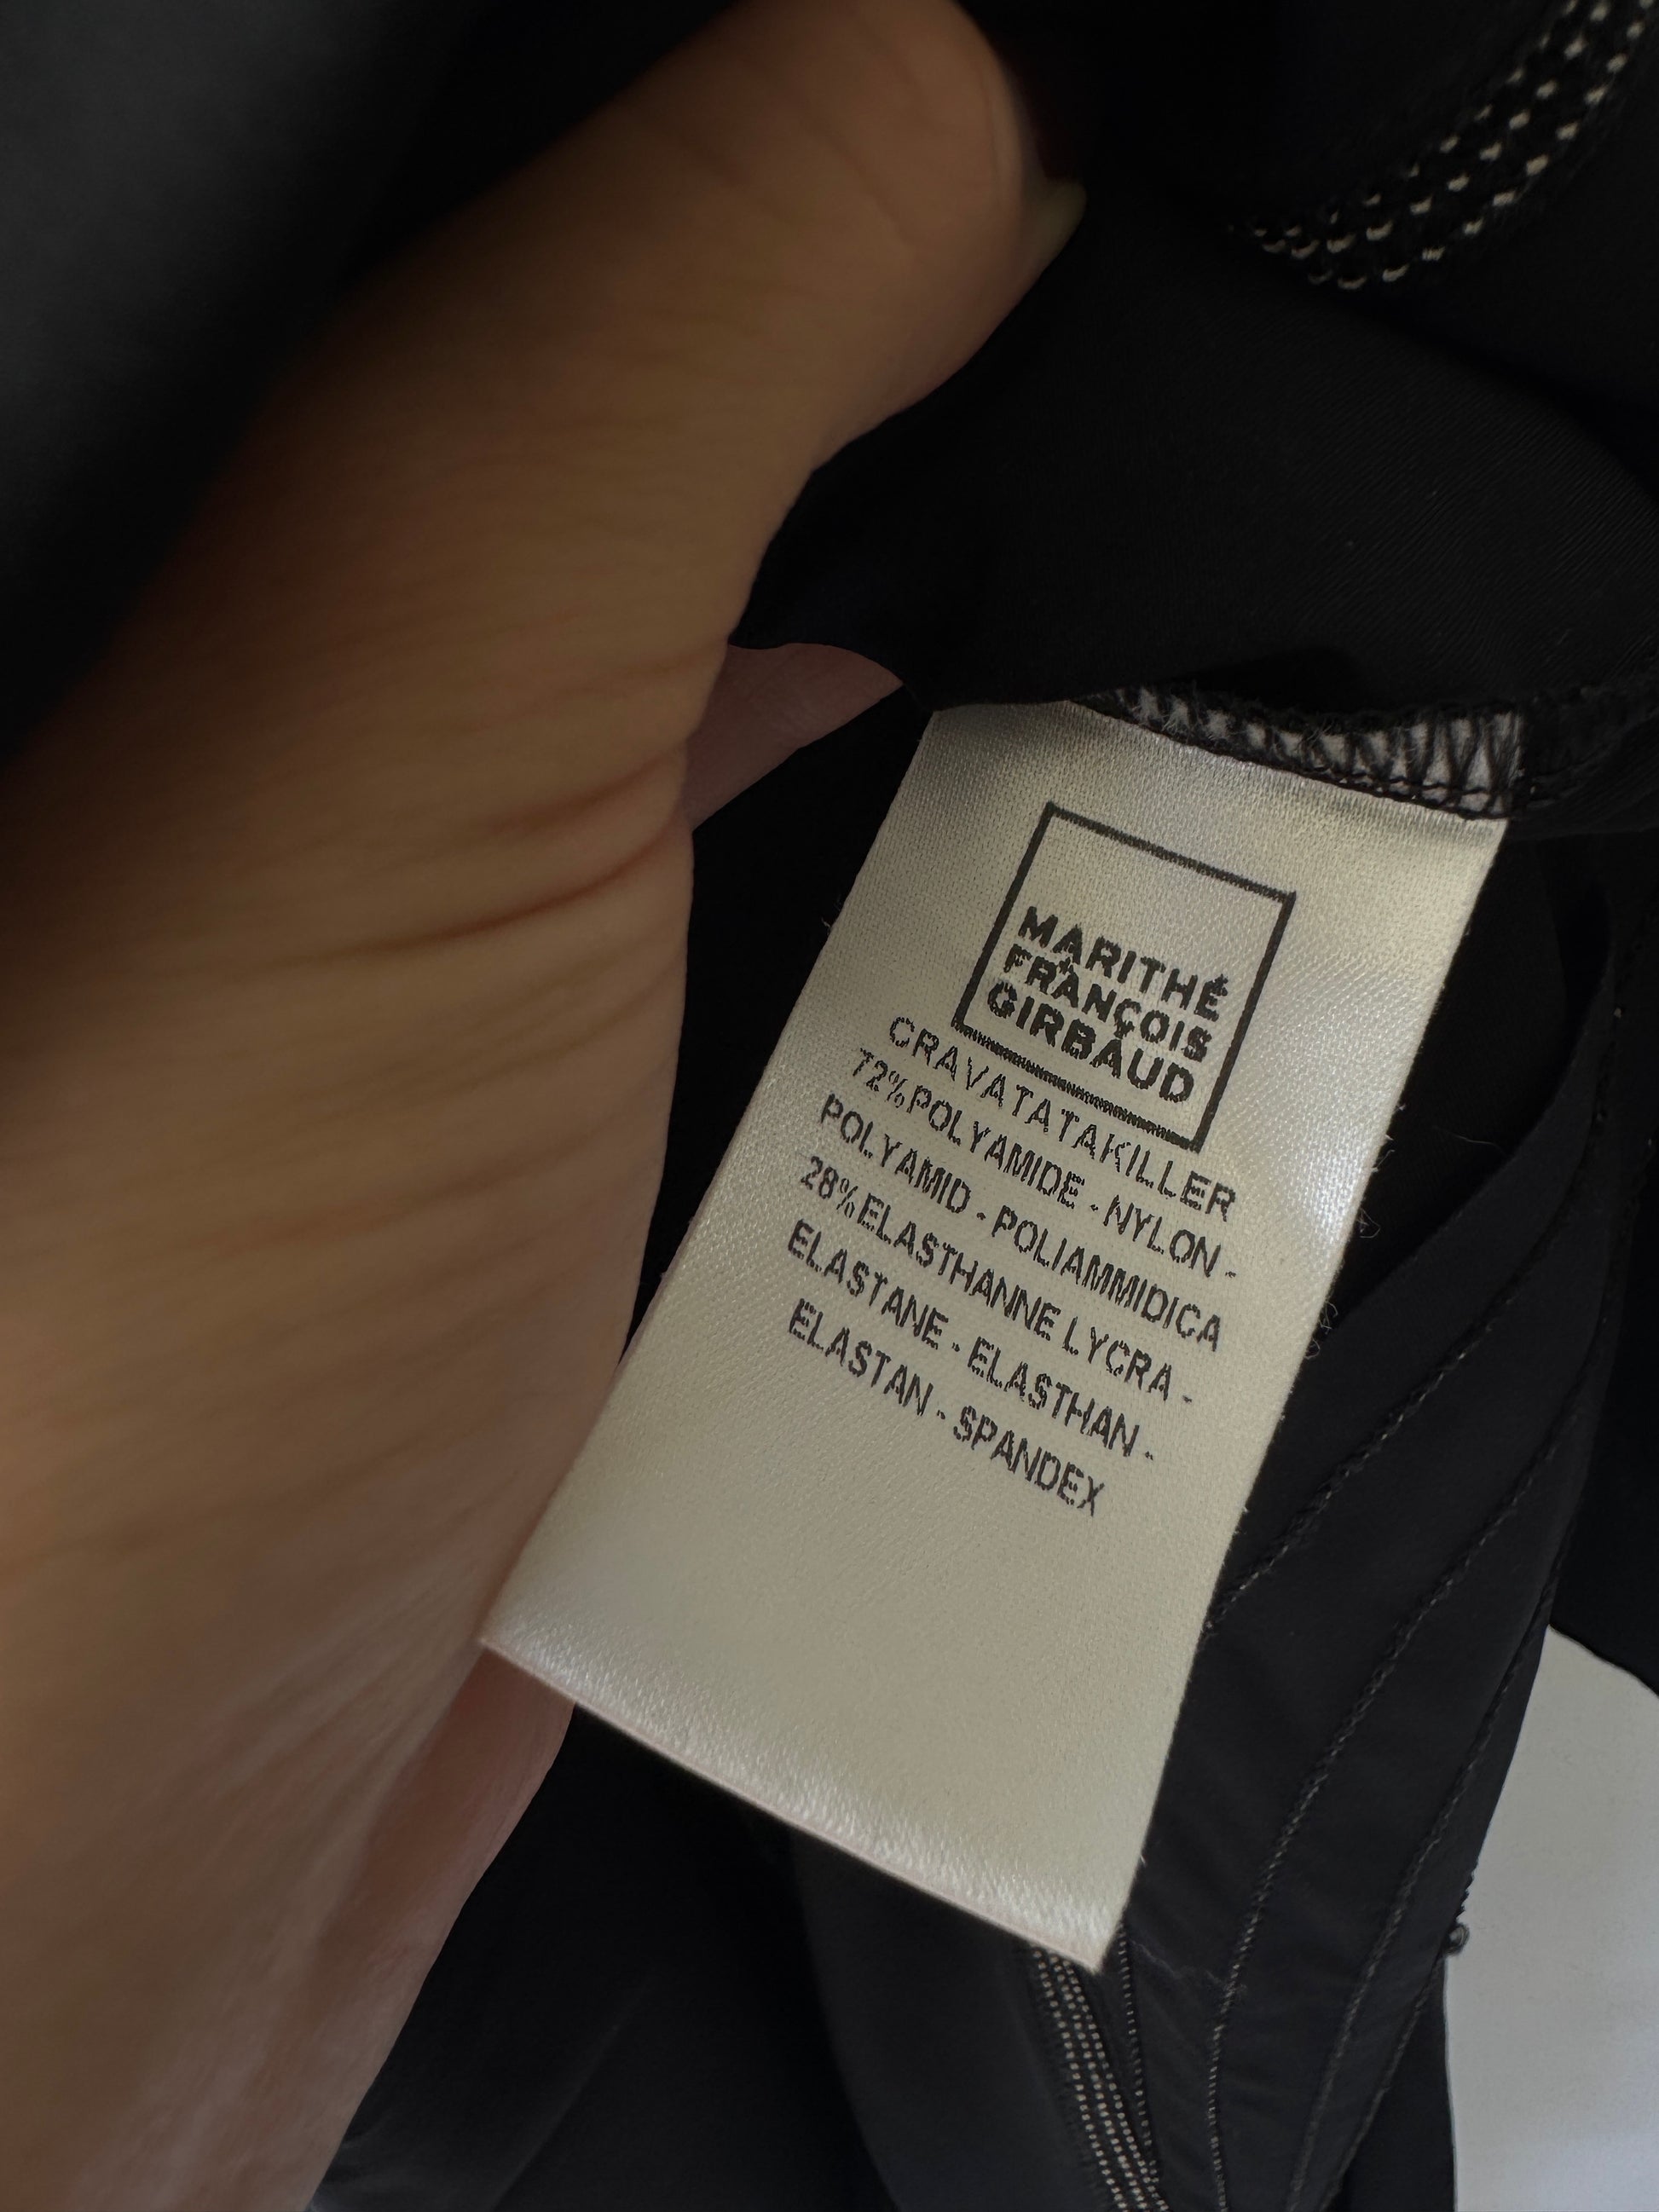 MARITHÉ
+
FRANÇOIS
GIRBAUD
CRAVATATAKILLER
72%POLYAMIDE - NYLON -
POLYAMID - POLIAMMIDICA
28%ELASTHANNE LYCRA -
ELASTANE - ELASTHAN -
ELASTAN - SPANDEX